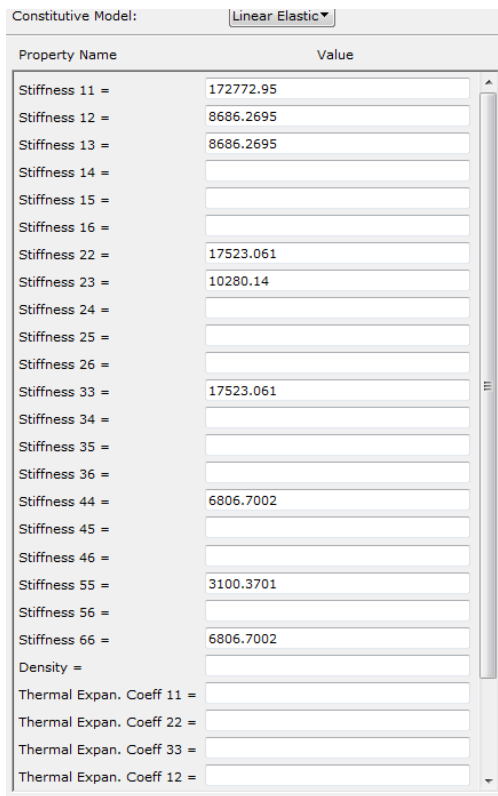 Constitutive Model: Linear Elastic
Property Name Value
Stiffness 11 = 172772.95
Stiffness 12 = 8686.2695
Stiffness 13 = 8686.2695
Stiffness 14 =
Stiffness 15 =
Stiffness 16 =
Stiffness 22 = 17523.061
Stiffness 23 = 10280.14
Stiffness 24 =
Stiffness 25 =
Stiffness 26 =
Stiffness 33 = 17523.061
Stiffness 34 =
Stiffness 35 =
Stiffness 36 =
Stiffness 44 = 6806.7002
Stiffness 45 =
Stiffness 46 =
Stiffness 55 = 3100.3701
Stiffness 56 =
Stiffness 66 = 6806.7002
Density =
Thermal Expan. Coeff 11 =
Thermal Expan. Coeff 22 =
Thermal Expan. Coeff 33 =
Thermal Expan. Coeff 12 =